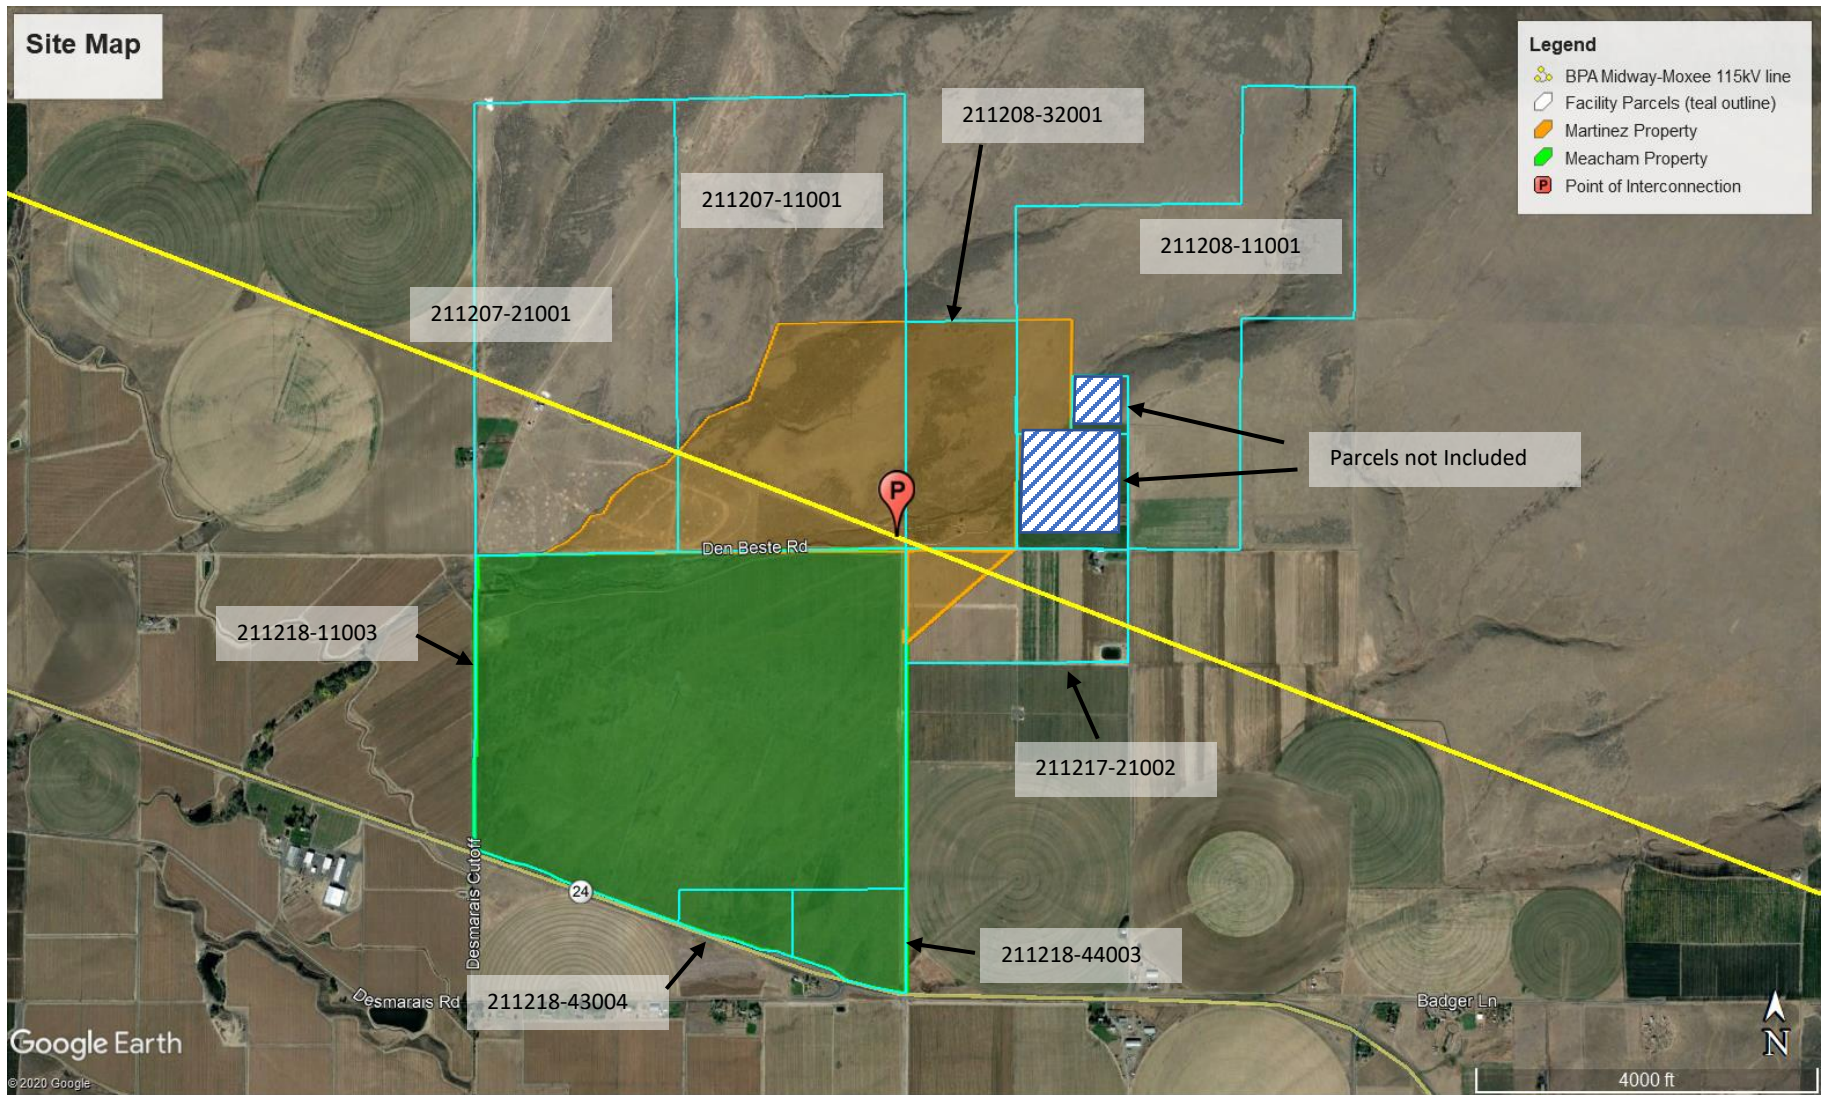 Site Map
Legend
BPA Midway-Moxee 115kV line
Facility Parcels (teal outline)
Martinez Property
Meacham Property
P Point of Interconnection
211208-32001
211207-11001
211208-11001
211207-21001
Parcels not Included
P
Den Beste Rd
211218-11003
211217-21002
Desmarais Cutoff
24
211218-44003
211218-43004
Desmarais Rd
Badger Ln
N
Google Earth
© 2020 Google
4000 ft